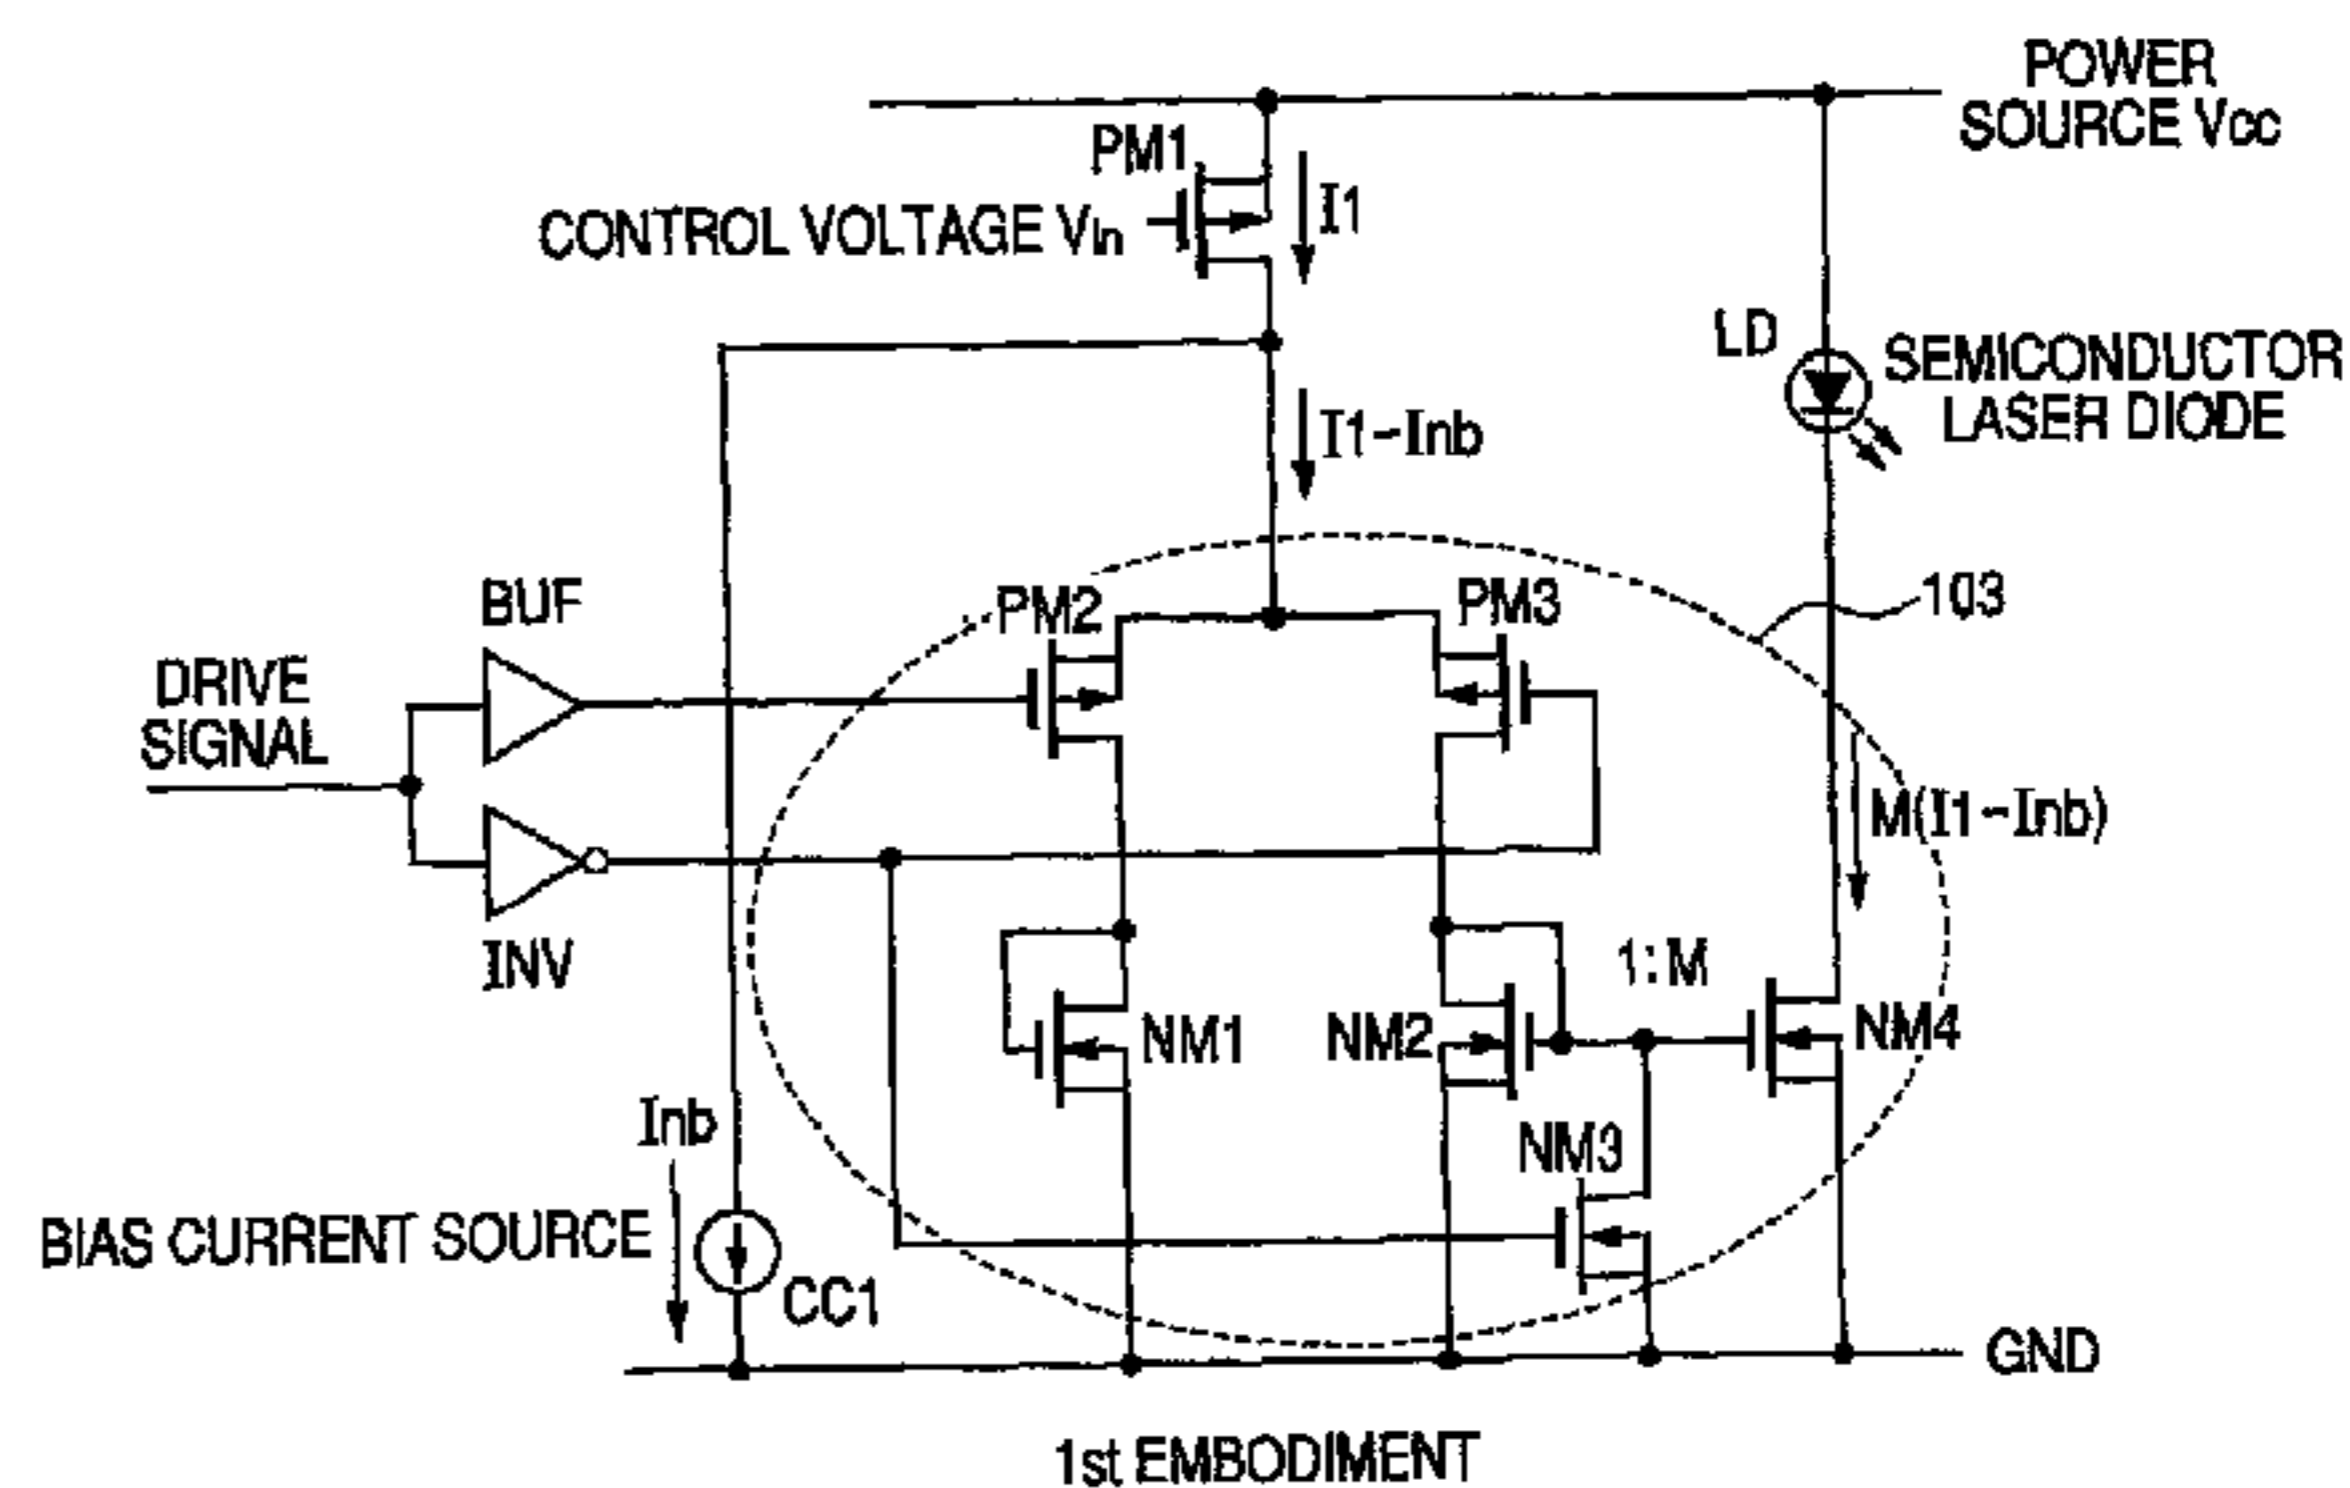 POWER
SOURCE Vcc
PM1
CONTROL VOLTAGE Vin
I1
LD
SEMICONDUCTOR
LASER DIODE
I1-Inb
BUF
PM2
PM3
103
DRIVE
SIGNAL
M(I1-Inb)
INV
1:M
NM1
NM2
NM4
Inb
NM3
BIAS CURRENT SOURCE
CC1
GND
1st EMBODIMENT